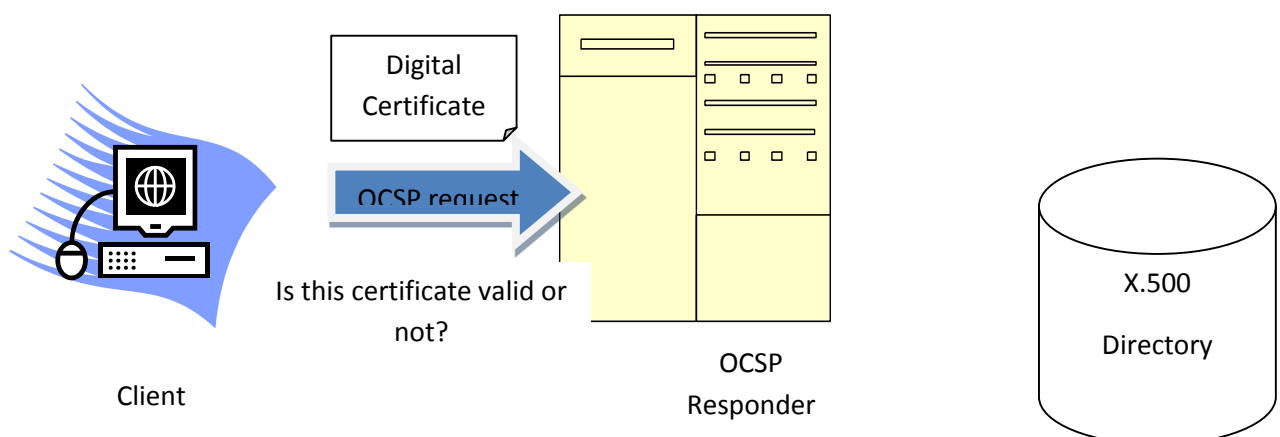 Digital
Certificate
OCSP request
Is this certificate valid or
not?
Client
OCSP
Responder
X.500
Directory